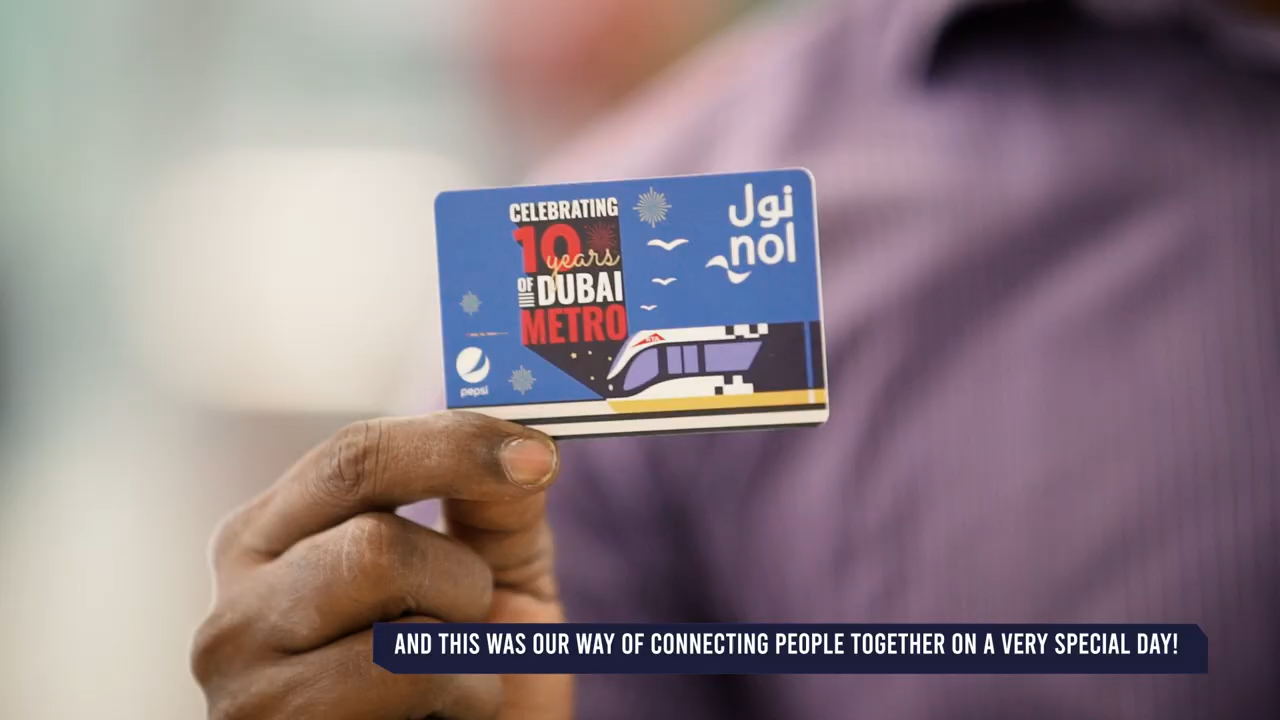 CELEBRATING
10
years
OF DUBAI
METRO
نول
nol
pepsi
RTA
AND THIS WAS OUR WAY OF CONNECTING PEOPLE TOGETHER ON A VERY SPECIAL DAY!